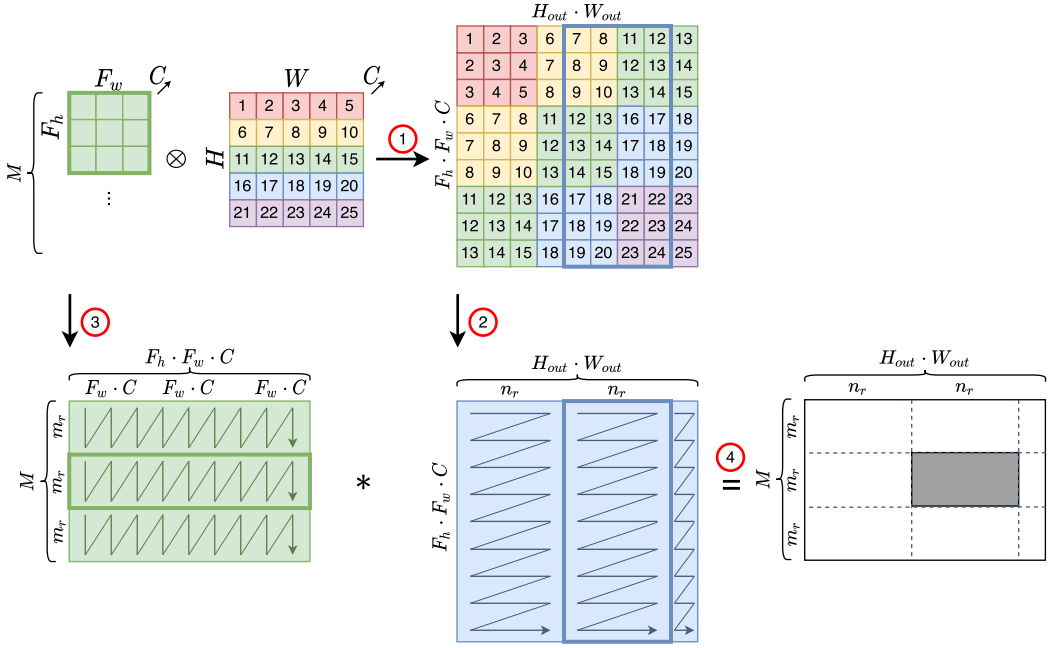 H_out · W_out
F_w C
M F_h
⋮
⊗
W C
H
1 2 3 4 5
6 7 8 9 10
11 12 13 14 15
16 17 18 19 20
21 22 23 24 25
1
F_h · F_w · C
1 2 3 6 7 8 11 12 13
2 3 4 7 8 9 12 13 14
3 4 5 8 9 10 13 14 15
6 7 8 11 12 13 16 17 18
7 8 9 12 13 14 17 18 19
8 9 10 13 14 15 18 19 20
11 12 13 16 17 18 21 22 23
12 13 14 17 18 19 22 23 24
13 14 15 18 19 20 23 24 25
3
2
F_h · F_w · C
F_w · C F_w · C F_w · C
M
m_r
m_r
m_r
*
H_out · W_out
n_r n_r
F_h · F_w · C
4
=
H_out · W_out
n_r n_r
M
m_r
m_r
m_r